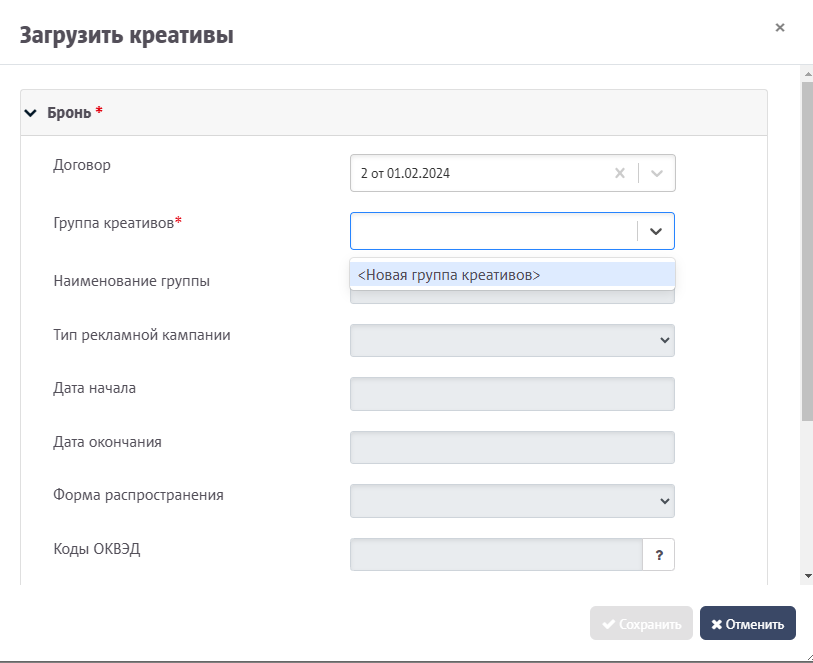 Загрузить креативы
×
Бронь *
Договор
2 от 01.02.2024
Группа креативов*
<Новая группа креативов>
Наименование группы
Тип рекламной кампании
Дата начала
Дата окончания
Форма распространения
Коды ОКВЭД
?
Сохранить
Отменить